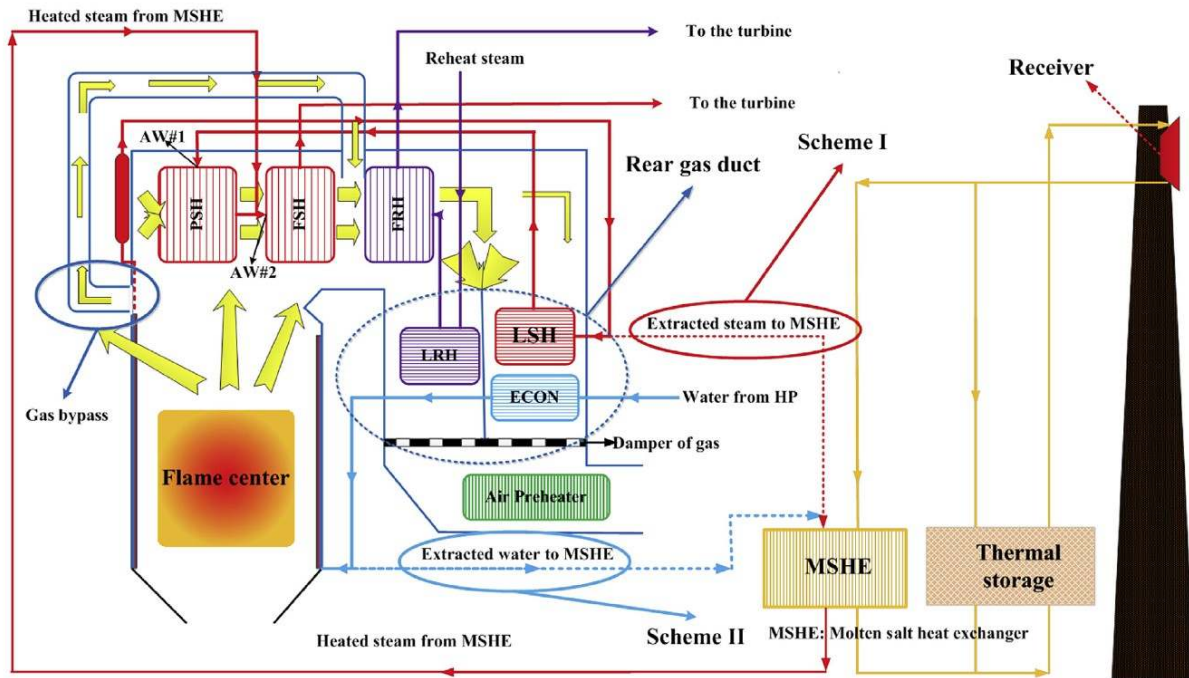 Heated steam from MSHE
To the turbine
Reheat steam
Receiver
To the turbine
AW#1
Scheme I
Rear gas duct
PSH
FSH
FRH
AW#2
Extracted steam to MSHE
LSH
LRH
ECON
Water from HP
Gas bypass
Damper of gas
Flame center
Air Preheater
Extracted water to MSHE
MSHE
Thermal
storage
Scheme II
Heated steam from MSHE
MSHE: Molten salt heat exchanger